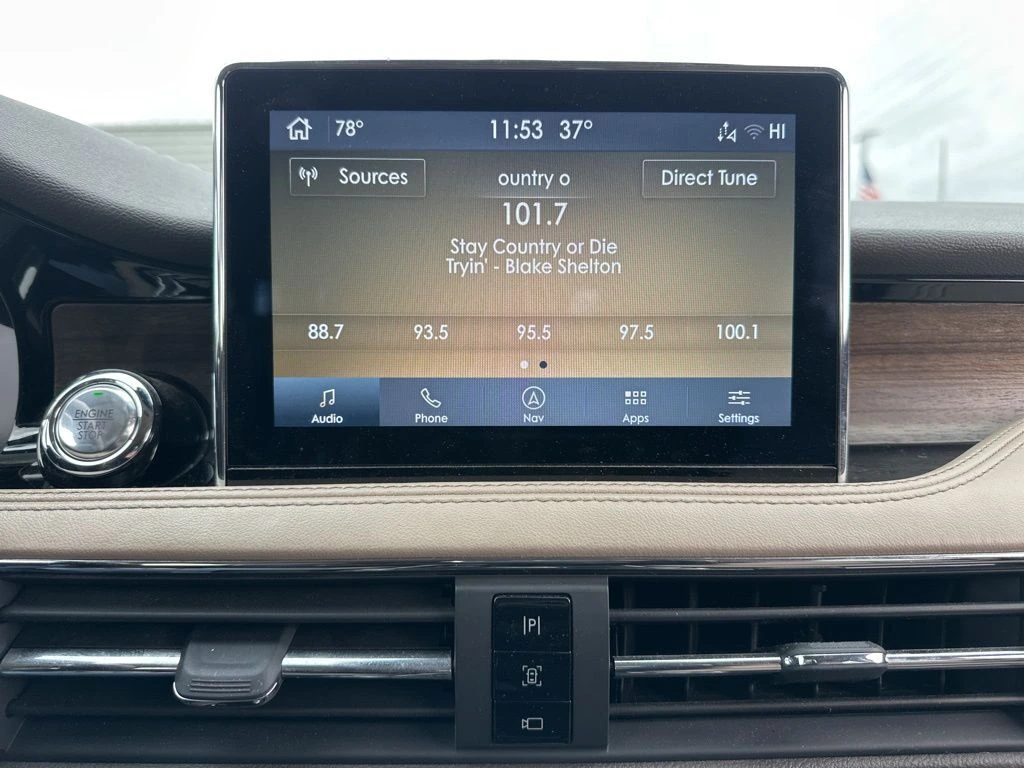 78° 11:53 37° HI
Sources ountry o Direct Tune
101.7
Stay Country or Die
Tryin' - Blake Shelton
88.7 93.5 95.5 97.5 100.1
Audio Phone Nav Apps Settings
ENGINE
START
STOP
P